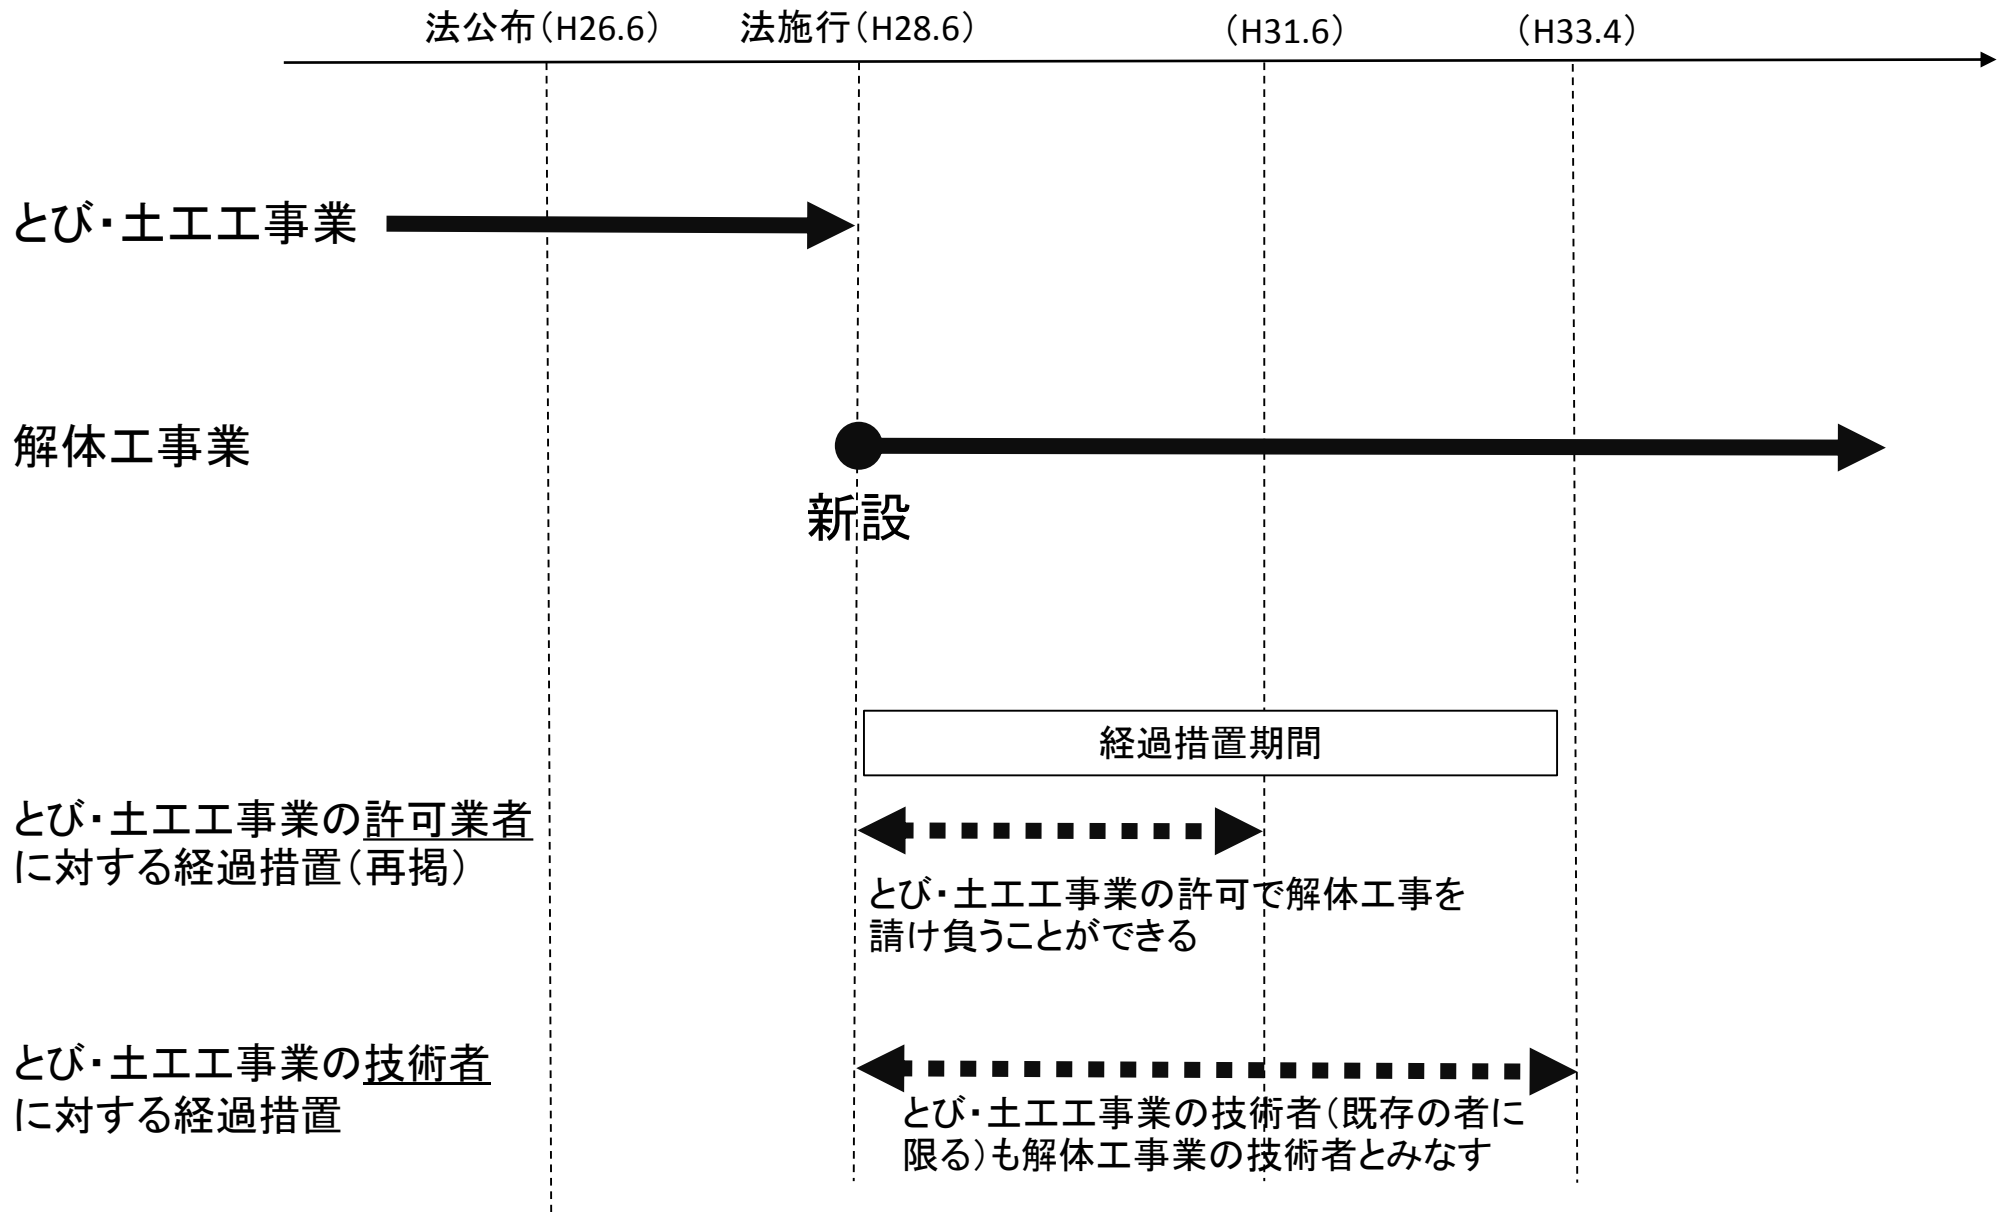 法公布（H26.6） 法施行（H28.6） （H31.6） （H33.4）
とび・土工工事業
解体工事業
新設
経過措置期間
とび・土工工事業の許可業者
に対する経過措置（再掲）
とび・土工工事業の許可で解体工事を
請け負うことができる
とび・土工工事業の技術者
に対する経過措置
とび・土工工事業の技術者（既存の者に
限る）も解体工事業の技術者とみなす